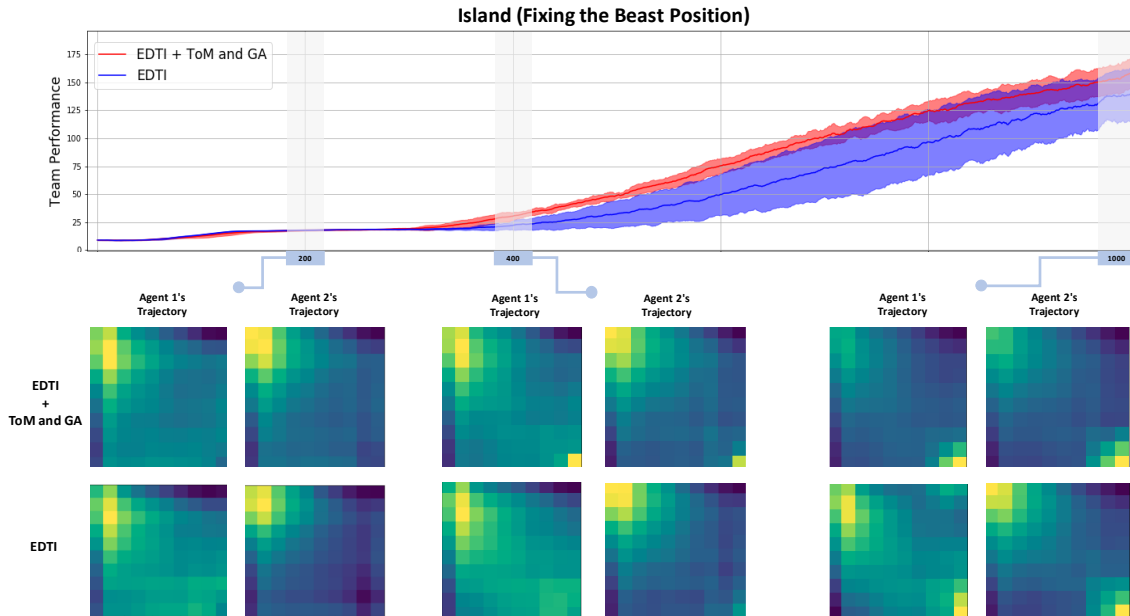 Island (Fixing the Beast Position)
EDTI + ToM and GA
EDTI
Team Performance
175
150
125
100
75
50
25
0
200
400
1000
Agent 1's
Trajectory
Agent 2's
Trajectory
Agent 1's
Trajectory
Agent 2's
Trajectory
Agent 1's
Trajectory
Agent 2's
Trajectory
EDTI
+
ToM and GA
EDTI